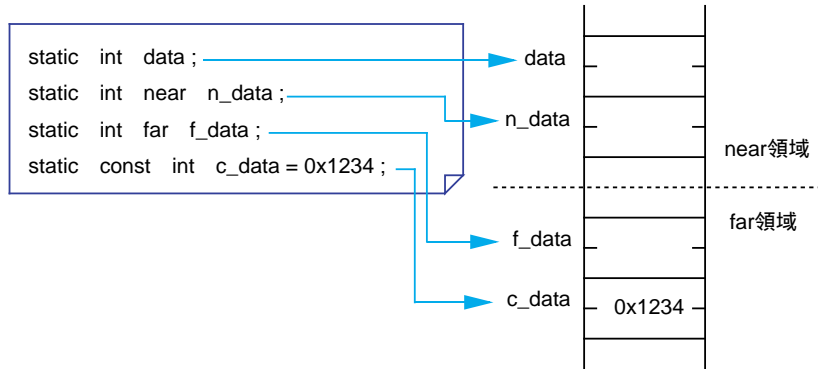 static int data ;
static int near n_data ;
static int far f_data ;
static const int c_data = 0x1234 ;
data
n_data
near領域
far領域
f_data
c_data
0x1234